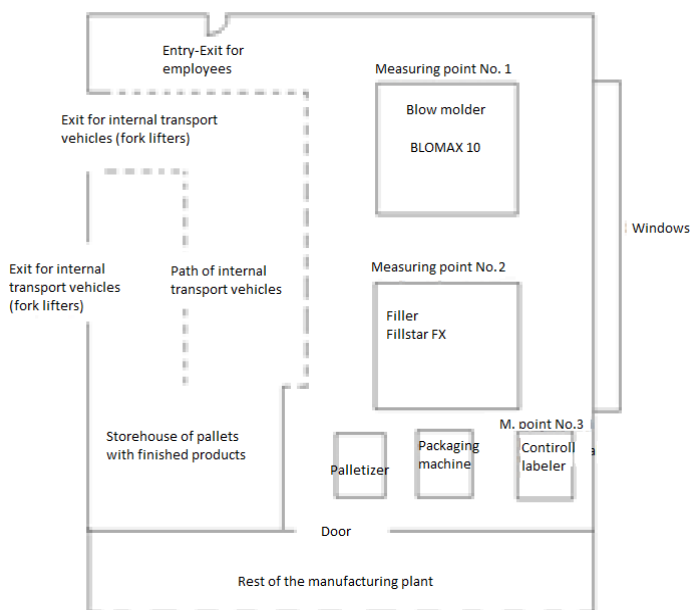 Entry-Exit for
employees
Measuring point No. 1
Blow molder
BLOMAX 10
Exit for internal transport
vehicles (fork lifters)
Windows
Exit for internal
transport vehicles
(fork lifters)
Path of internal
transport vehicles
Measuring point No.2
Filler
Fillstar FX
M. point No.3
Storehouse of pallets
with finished products
Palletizer
Packaging
machine
Contiroll
labeler
Door
Rest of the manufacturing plant